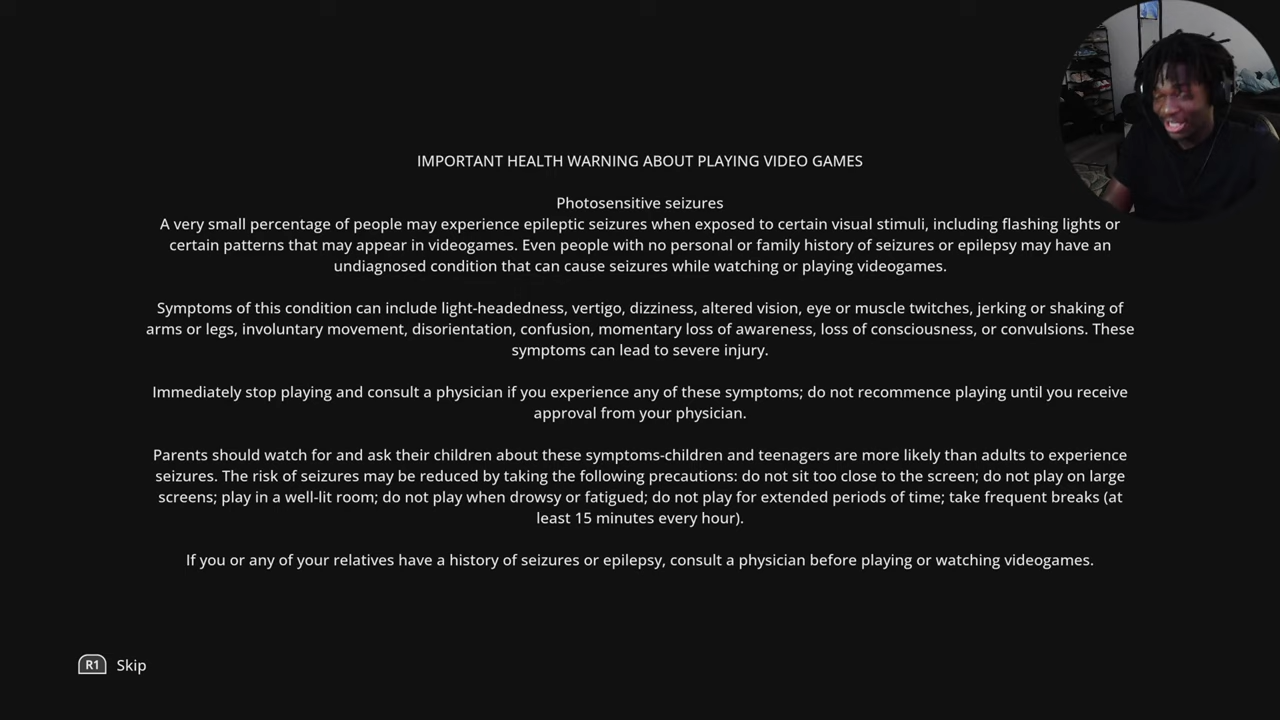 IMPORTANT HEALTH WARNING ABOUT PLAYING VIDEO GAMES
Photosensitive seizures
A very small percentage of people may experience epileptic seizures when exposed to certain visual stimuli, including flashing lights or
certain patterns that may appear in videogames. Even people with no personal or family history of seizures or epilepsy may have an
undiagnosed condition that can cause seizures while watching or playing videogames.
Symptoms of this condition can include light-headedness, vertigo, dizziness, altered vision, eye or muscle twitches, jerking or shaking of
arms or legs, involuntary movement, disorientation, confusion, momentary loss of awareness, loss of consciousness, or convulsions. These
symptoms can lead to severe injury.
Immediately stop playing and consult a physician if you experience any of these symptoms; do not recommence playing until you receive
approval from your physician.
Parents should watch for and ask their children about these symptoms-children and teenagers are more likely than adults to experience
seizures. The risk of seizures may be reduced by taking the following precautions: do not sit too close to the screen; do not play on large
screens; play in a well-lit room; do not play when drowsy or fatigued; do not play for extended periods of time; take frequent breaks (at
least 15 minutes every hour).
If you or any of your relatives have a history of seizures or epilepsy, consult a physician before playing or watching videogames.
R1 Skip